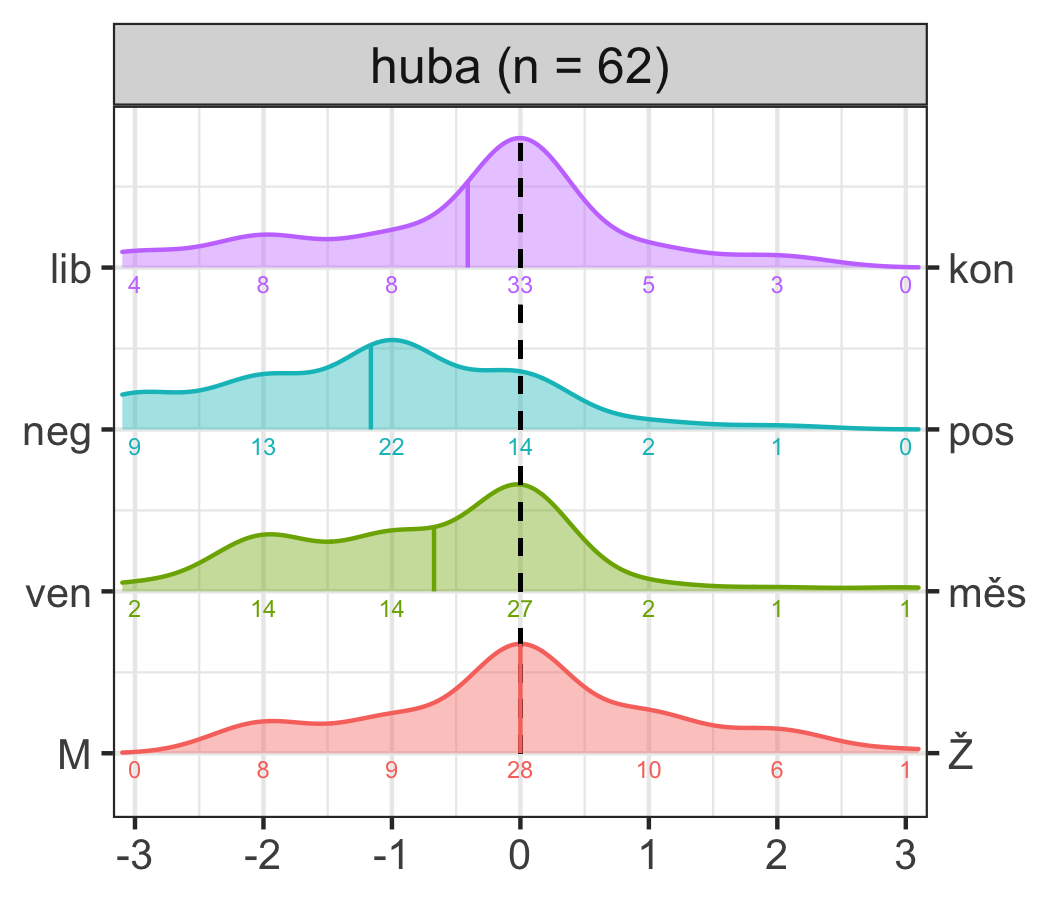 huba (n = 62)
lib kon
4 8 8 33 5 3 0
neg pos
9 13 22 14 2 1 0
ven měs
2 14 14 27 2 1 1
M Ž
0 8 9 28 10 6 1
-3 -2 -1 0 1 2 3